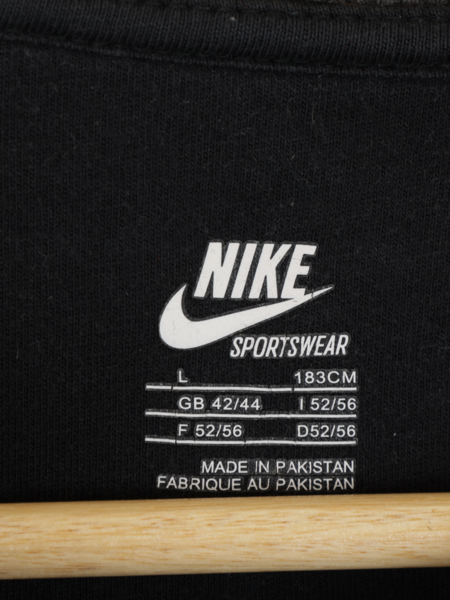 NIKE
SPORTSWEAR
L 183CM
GB 42/44 I 52/56
F 52/56 D52/56
MADE IN PAKISTAN
FABRIQUE AU PAKISTAN